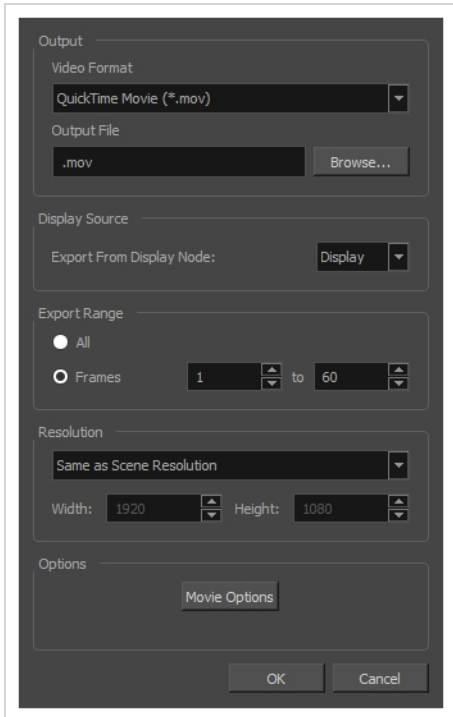 Output
Video Format
QuickTime Movie (*.mov)
Output File
.mov Browse...
Display Source
Export From Display Node: Display
Export Range
All
Frames 1 to 60
Resolution
Same as Scene Resolution
Width: 1920 Height: 1080
Options
Movie Options
OK Cancel